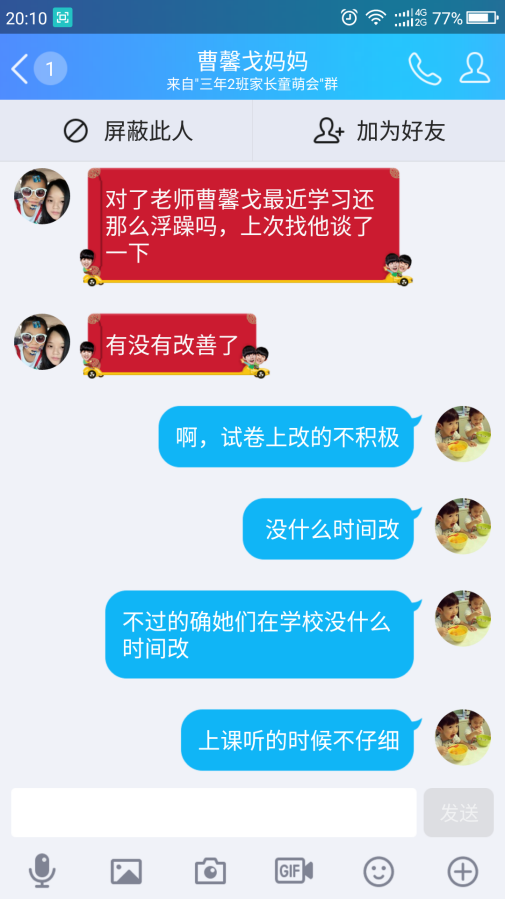 20:10
4G
2G
77%
1
曹馨戈妈妈
来自"三年2班家长童萌会"群
屏蔽此人
加为好友
对了老师曹馨戈最近学习还
那么浮躁吗，上次找他谈了
一下
有没有改善了
啊，试卷上改的不积极
没什么时间改
不过的确她们在学校没什么
时间改
上课听的时候不仔细
发送
GIF